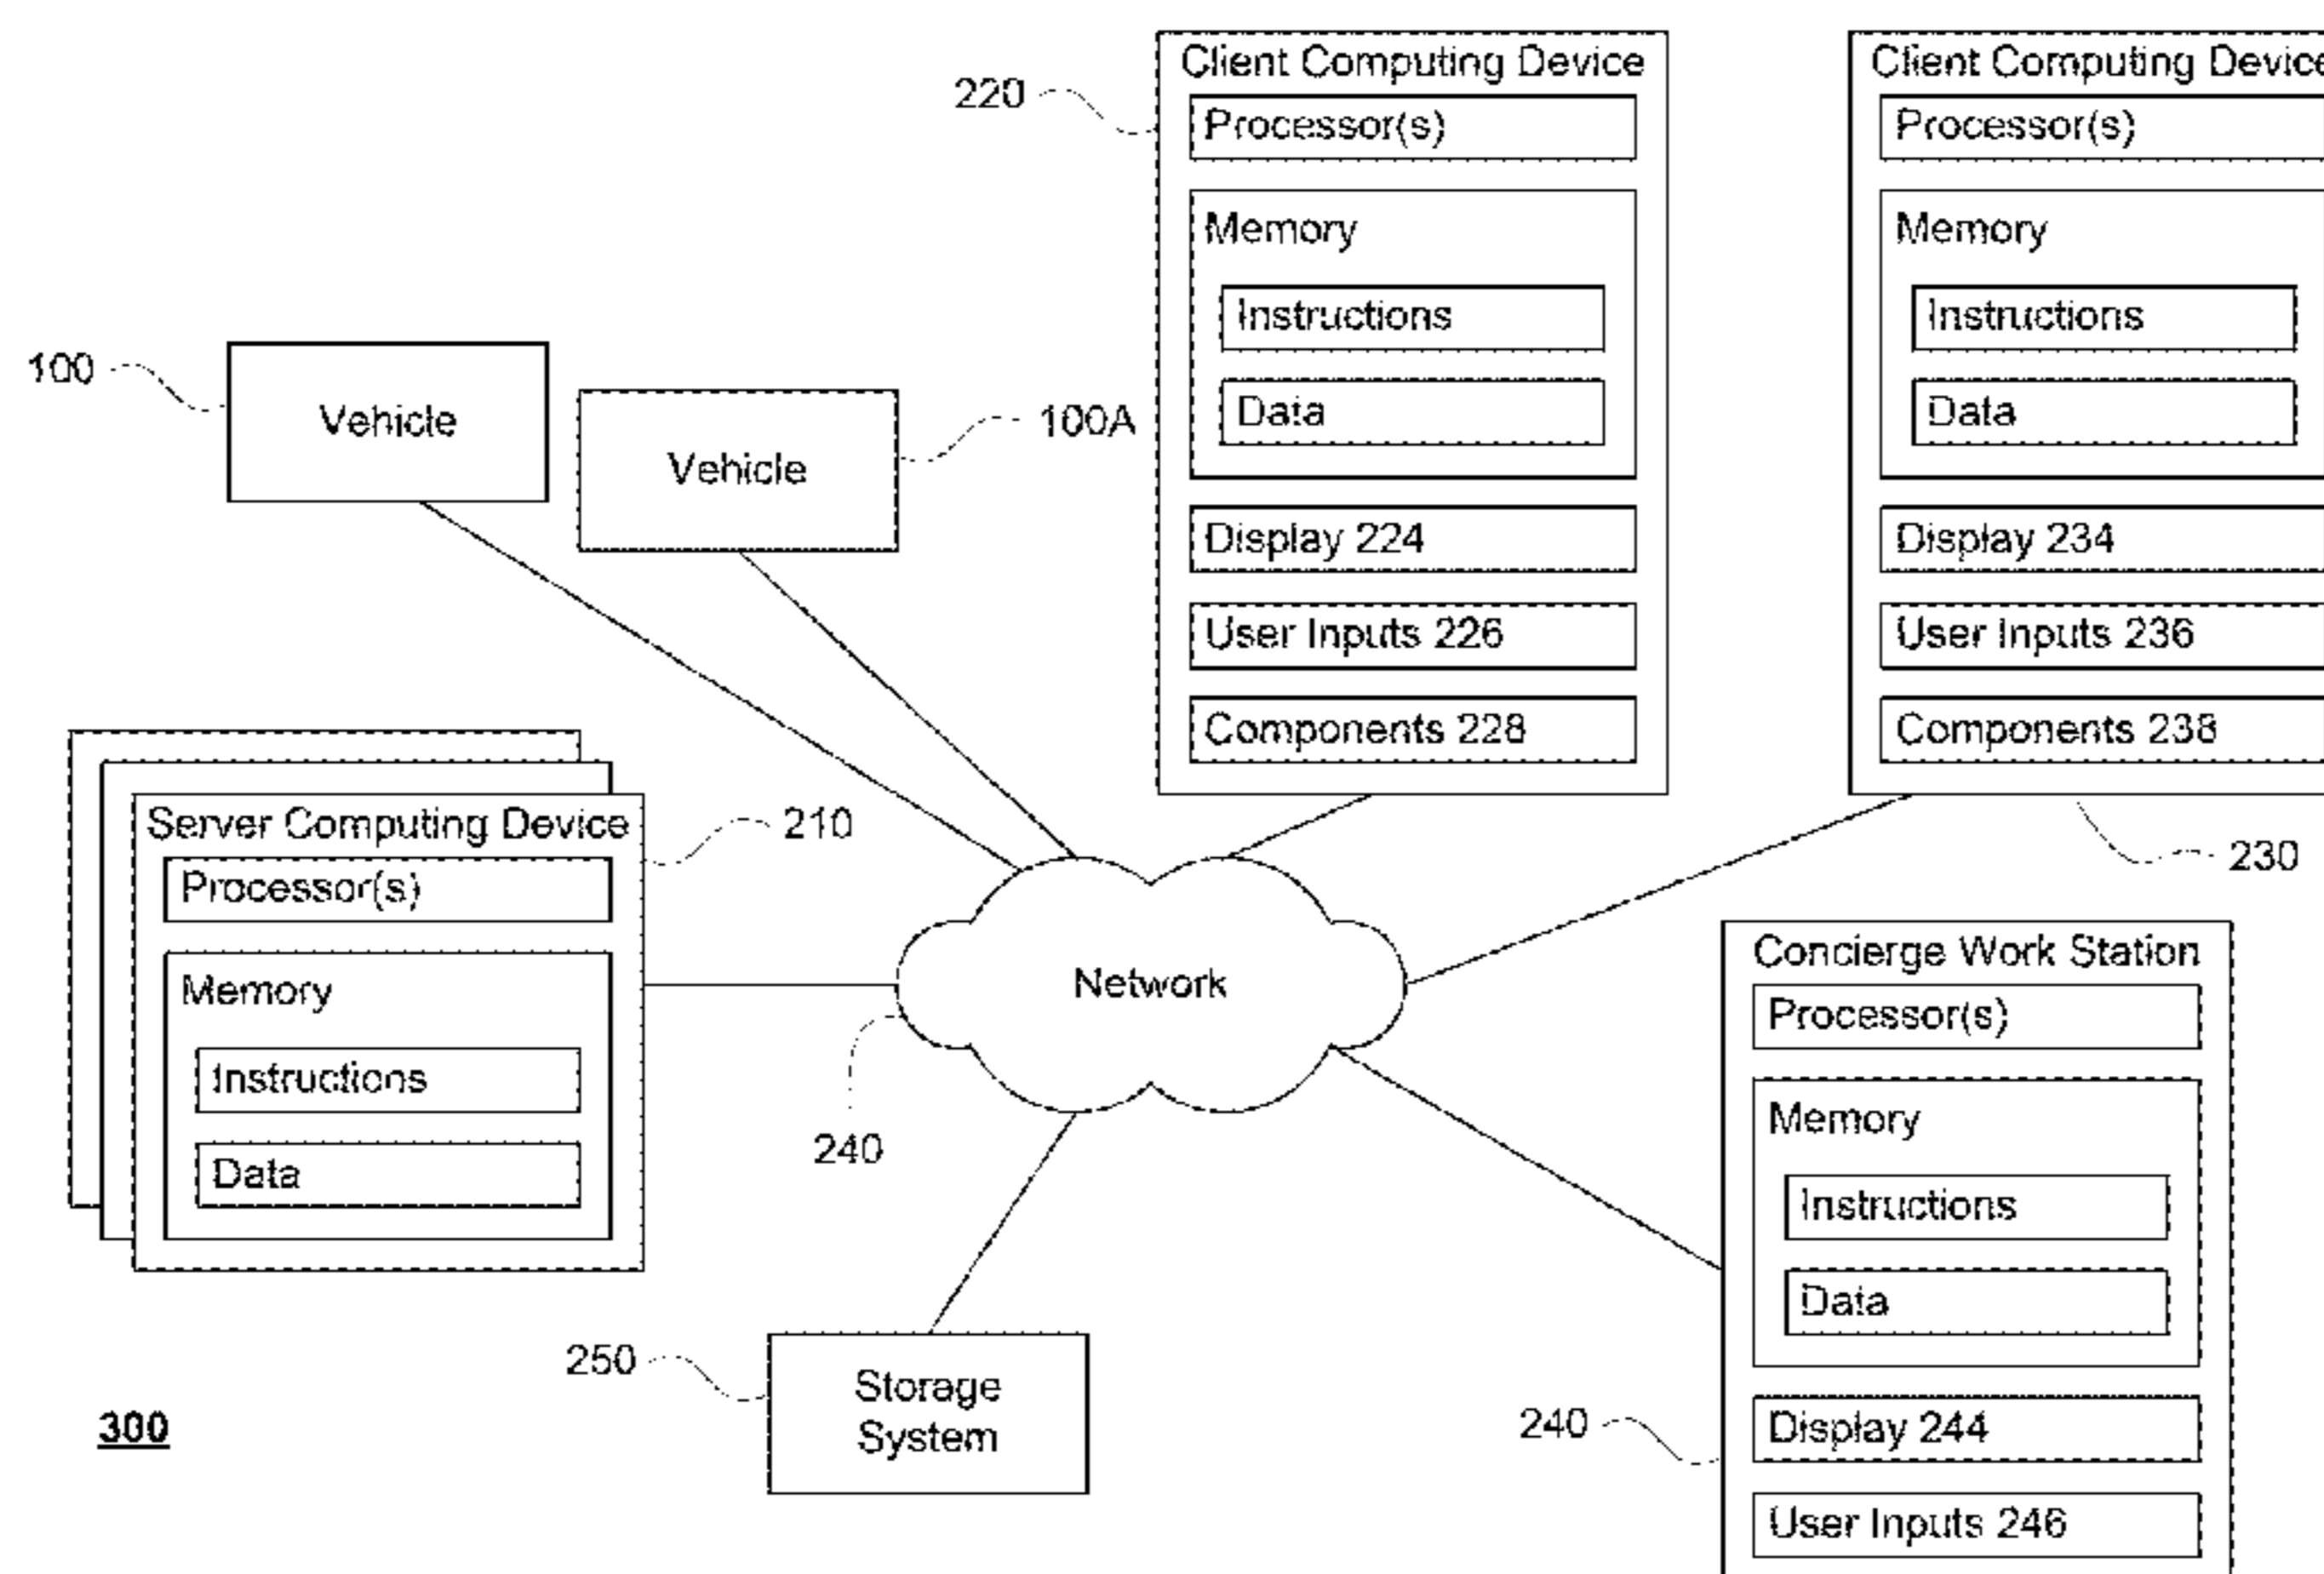 220
Client Computing Device
Processor(s)
Memory
Instructions
Data
Display 224
User Inputs 226
Components 228
Client Computing Device
Processor(s)
Memory
Instructions
Data
Display 234
User Inputs 236
Components 238
230
100
Vehicle
Vehicle
100A
Server Computing Device
210
Processor(s)
Memory
Instructions
Data
Network
240
Concierge Work Station
Processor(s)
Memory
Instructions
Data
Display 244
User Inputs 246
240
250
Storage
System
300